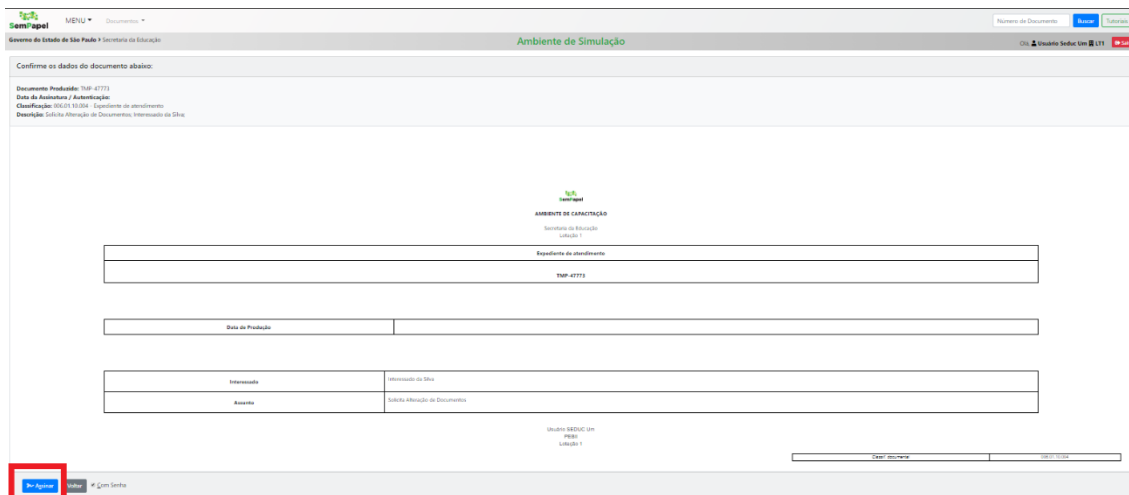 SemPapel
MENU
Documentos
Número de Documento
Buscar
Tutoriais
Governo do Estado de São Paulo > Secretaria da Educação
Ambiente de Simulação
Olá, Usuário Seduc Um LT1
Confirme os dados do documento abaixo:
Documento Produzido: TMP-47773
Data da Assinatura / Autenticação:
Classificação: 006.01.10.004 - Expediente de atendimento
Descrição: Solicita Alteração de Documentos; Interessado da Silva;
SemPapel
AMBIENTE DE CAPACITAÇÃO
Secretaria da Educação
Lotação 1
Expediente de atendimento
TMP-47773
Data de Produção
Interessado
Interessado da Silva
Assunto
Solicita Alteração de Documentos
Usuário SEDUC Um
Lotação 1
Classif. documental
006.01.10.004
Assinar
Voltar
Com Senha